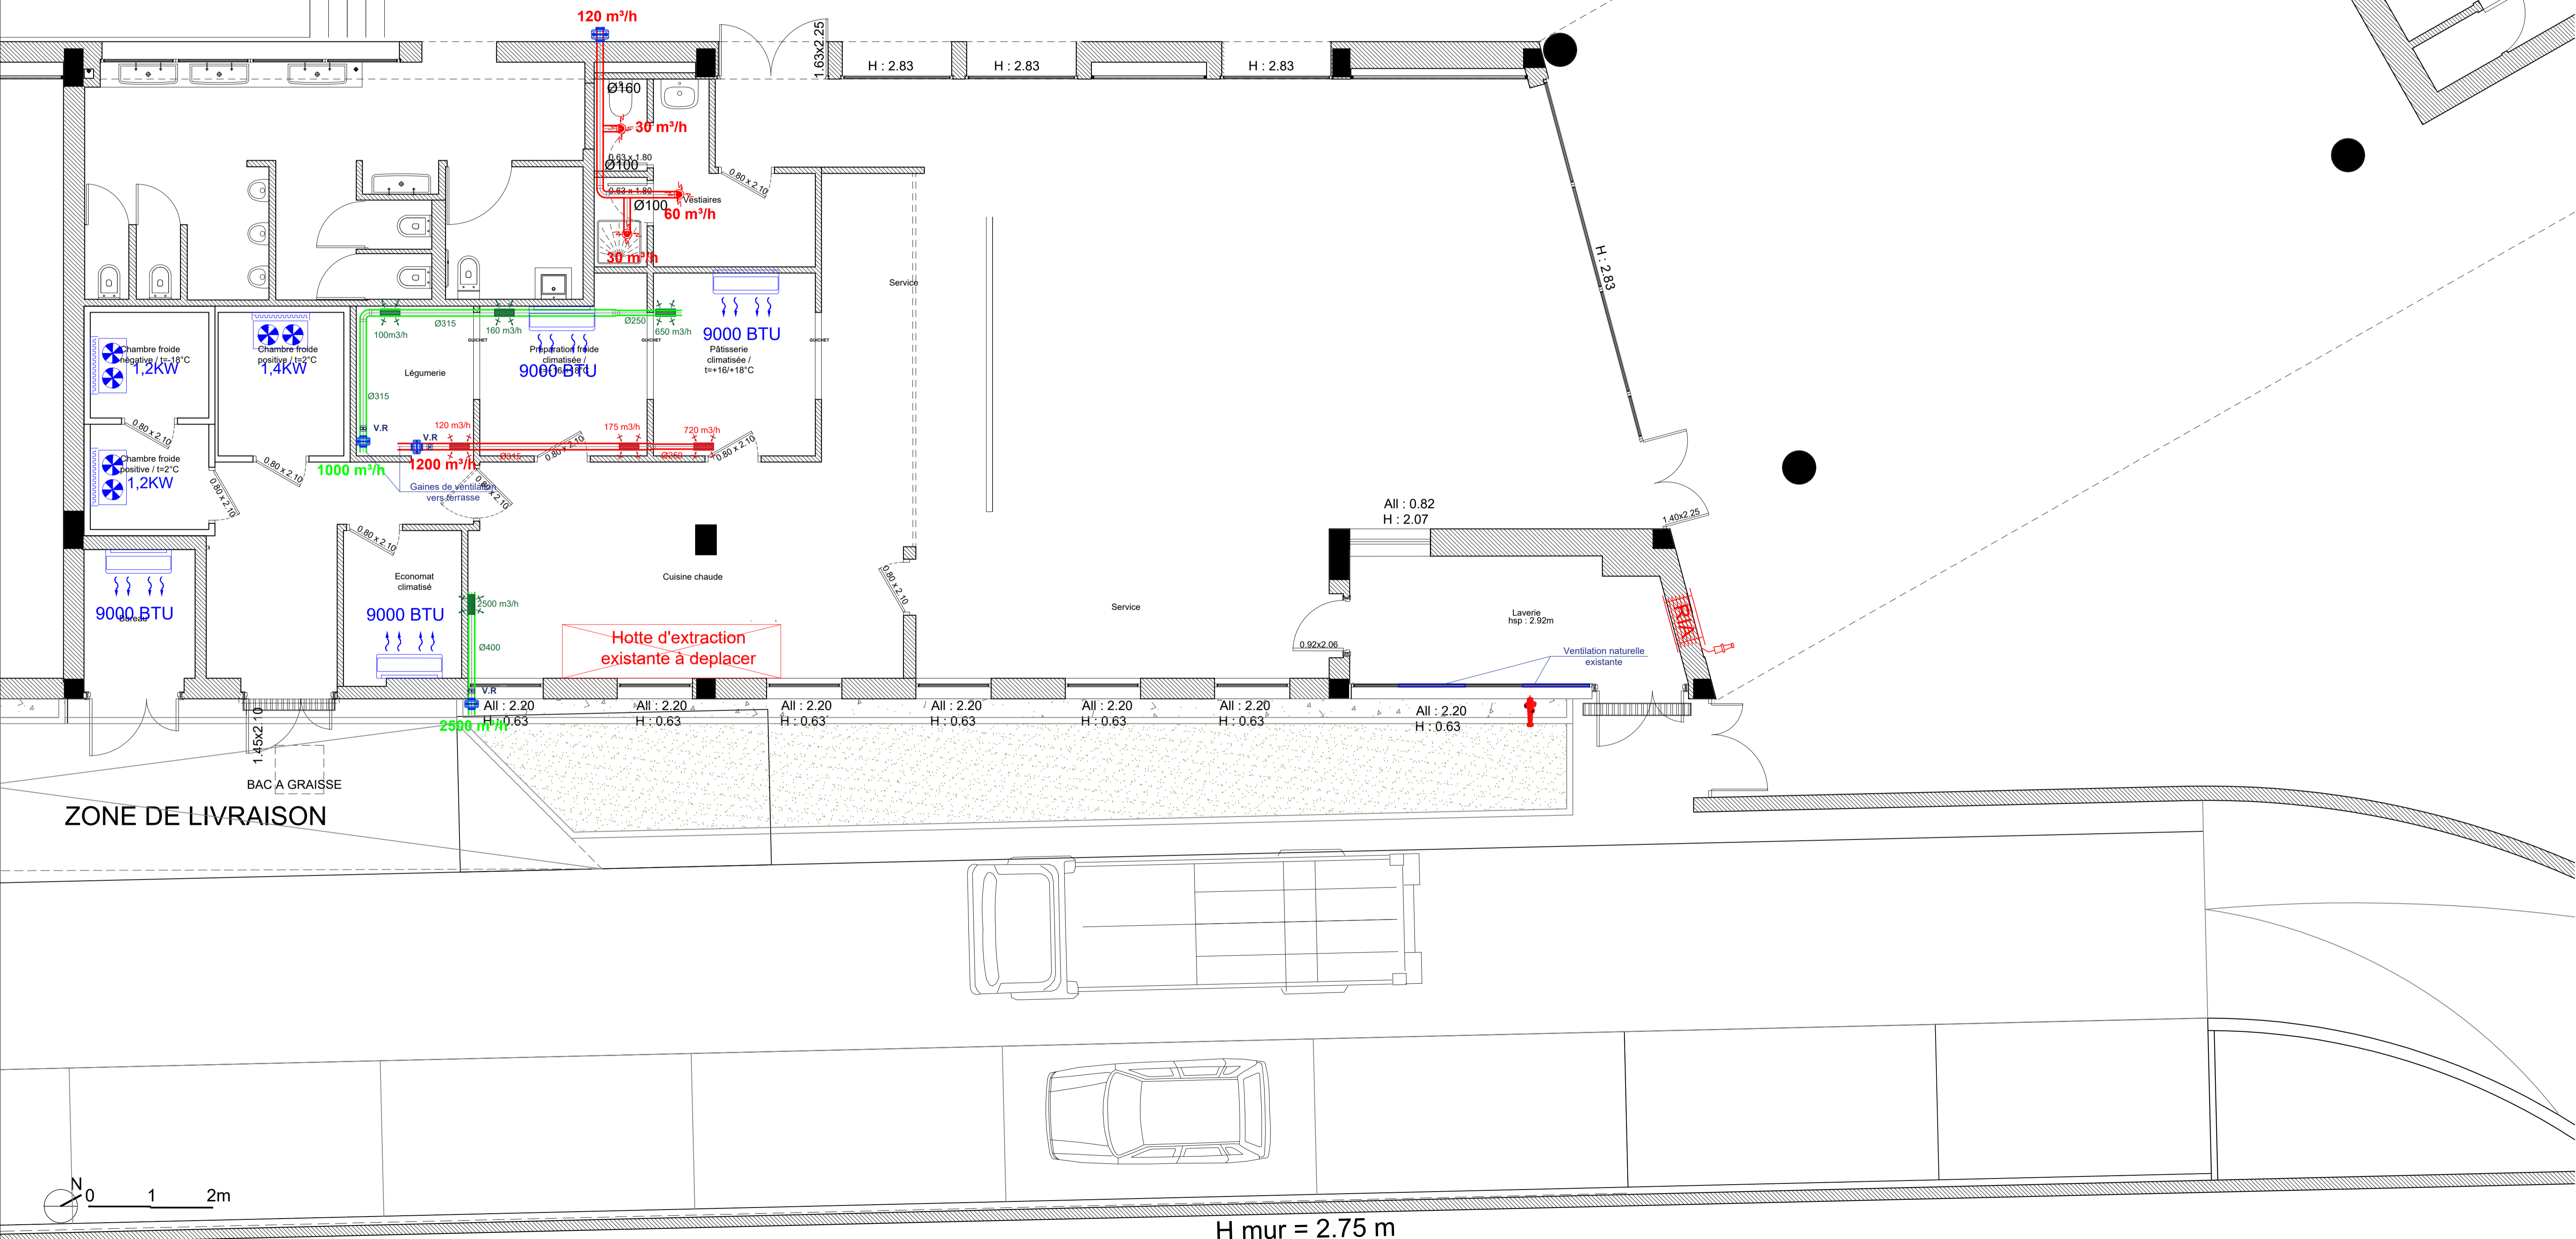 120 m³/h
1.63x2.25
H : 2.83
H : 2.83
H : 2.83
Ø160
30 m³/h
0.63 x 1.80
Ø100
0.63 x 1.80
Ø100
Vestiaires
60 m³/h
30 m³/h
0.80 x 2.10
H : 2.83
Service
100m3/h
Ø315
160 m3/h
Ø250
650 m3/h
9000 BTU
GUICHET
GUICHET
GUICHET
Chambre froide
négative / t=-18°C
1,2KW
Chambre froide
positive / t=2°C
1,4KW
Légumerie
Préparation froide
climatisée /
t=+16/+18°C
9000 BTU
Pâtisserie
climatisée /
t=+16/+18°C
Ø315
V.R
V.R
120 m3/h
175 m3/h
720 m3/h
Ø315
Ø250
0.80 x 2.10
0.80 x 2.10
0.80 x 2.10
0.80 x 2.10
1000 m³/h
1200 m³/h
Gaines de ventilation
vers terrasse
0.80 x 2.10
Chambre froide
positive / t=2°C
1,2KW
0.80 x 2.10
0.80 x 2.10
All : 0.82
H : 2.07
1.40x2.25
Economat
climatisé
9000 BTU
9000 BTU
Bureau
2500 m3/h
Ø400
V.R
2500 m³/h
Cuisine chaude
0.80 x 2.10
Hotte d'extraction
existante à deplacer
Service
Laverie
hsp : 2.92m
RIA
0.92x2.06
Ventilation naturelle
existante
All : 2.20
H : 0.63
All : 2.20
H : 0.63
All : 2.20
H : 0.63
All : 2.20
H : 0.63
All : 2.20
H : 0.63
All : 2.20
H : 0.63
All : 2.20
H : 0.63
1.45x2.10
BAC A GRAISSE
ZONE DE LIVRAISON
N
0 1 2m
H mur = 2.75 m